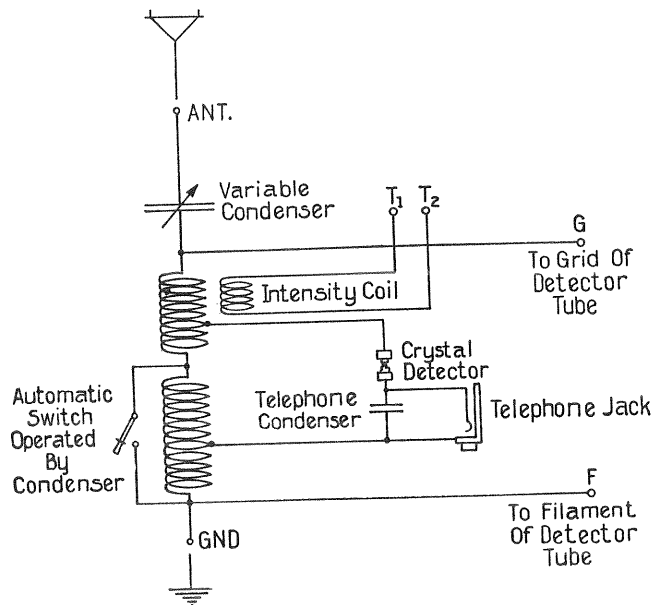 ANT.
Variable
Condenser
T1
T2
G
To Grid Of
Detector
Tube
Intensity Coil
Crystal
Detector
Automatic
Switch
Operated
By
Condenser
Telephone
Condenser
Telephone Jack
F
To Filament
Of Detector
Tube
GND